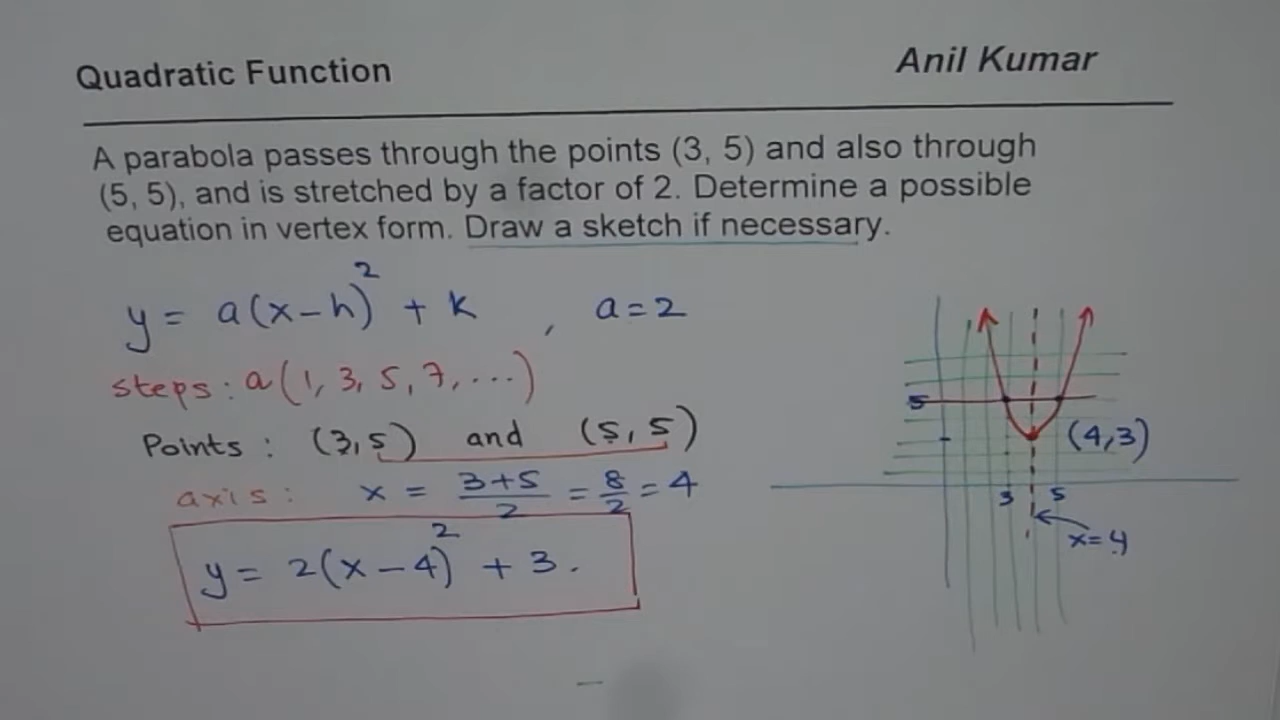 Quadratic Function
Anil Kumar
A parabola passes through the points (3, 5) and also through
(5, 5), and is stretched by a factor of 2. Determine a possible
equation in vertex form. Draw a sketch if necessary.
y = a(x-h)² + k , a=2
steps: a(1, 3, 5, 7, ...)
Points : (3,5) and (5,5)
axis: x = (3+5)/2 = 8/2 = 4
y = 2(x-4)² + 3.
5
(4,3)
3 5
x=4